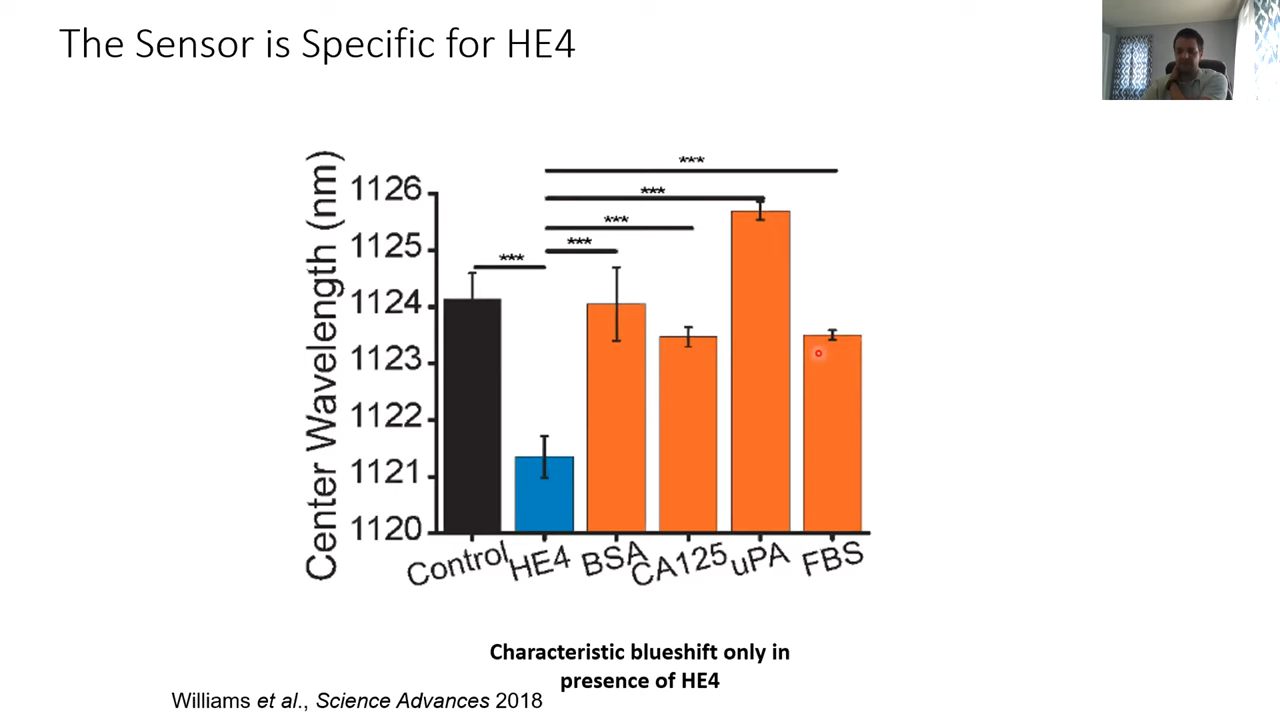 The Sensor is Specific for HE4
Center Wavelength (nm)
1126
1125
1124
1123
1122
1121
1120
***
***
***
***
***
Control
HE4
BSA
CA125
uPA
FBS
Characteristic blueshift only in
presence of HE4
Williams et al., Science Advances 2018